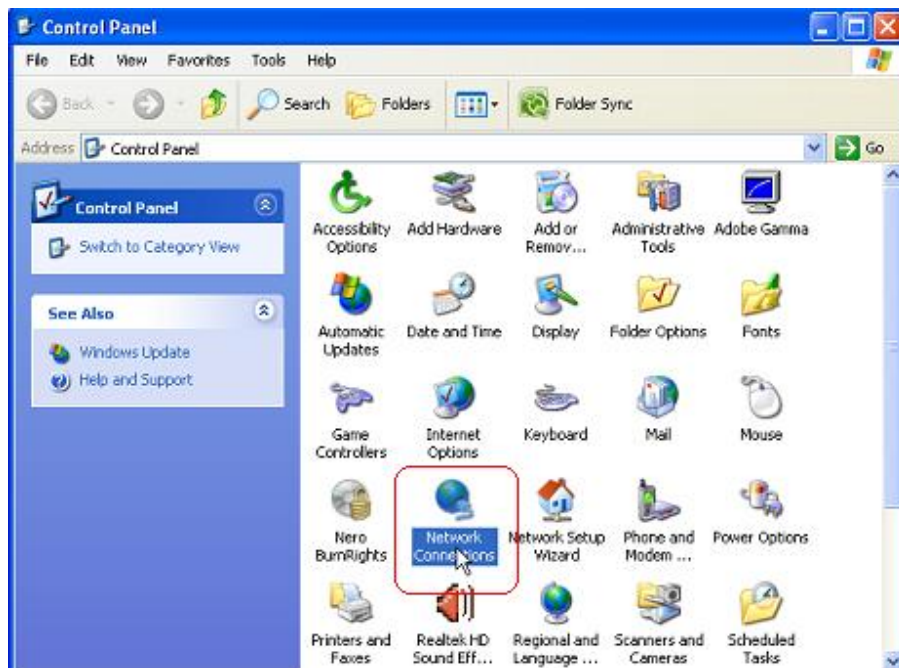 Control Panel
File Edit View Favorites Tools Help
Back Search Folders Folder Sync
Address Control Panel Go
Control Panel
Switch to Category View
See Also
Windows Update
Help and Support
Accessibility Options
Add Hardware
Add or Remov...
Administrative Tools
Adobe Gamma
Automatic Updates
Date and Time
Display
Folder Options
Fonts
Game Controllers
Internet Options
Keyboard
Mail
Mouse
Nero BurnRights
Network Connections
Network Setup Wizard
Phone and Modem ...
Power Options
Printers and Faxes
Realtek HD Sound Eff...
Regional and Language ...
Scanners and Cameras
Scheduled Tasks